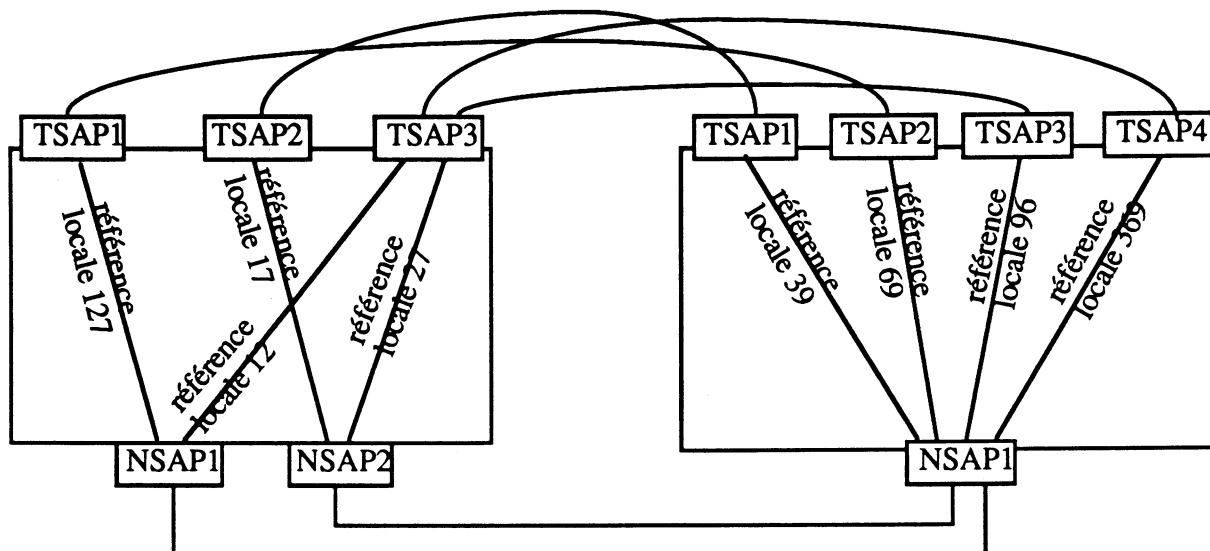 TSAP1
TSAP2
TSAP3
TSAP1
TSAP2
TSAP3
TSAP4
référence
locale 127
référence
locale 17
référence
locale 12
référence
locale 27
référence
locale 39
référence
locale 69
référence
locale 96
référence
locale 369
NSAP1
NSAP2
NSAP1